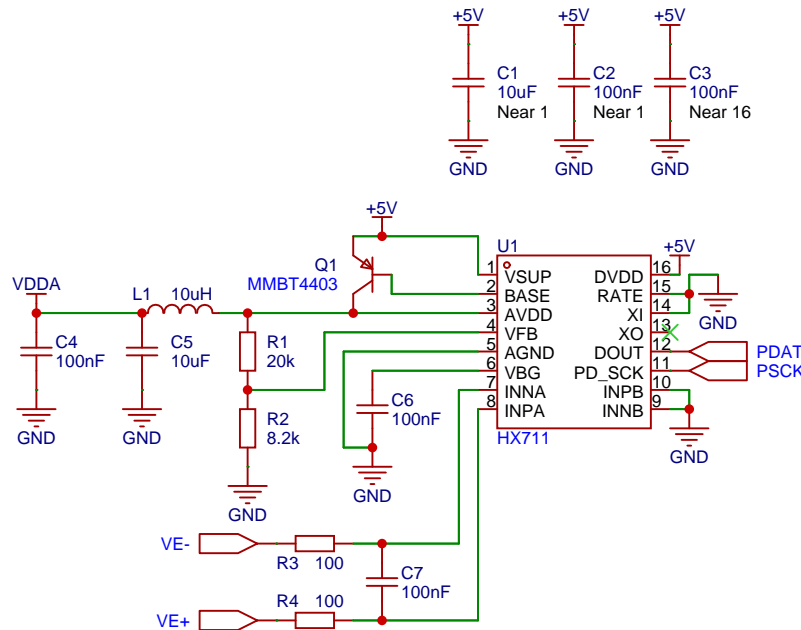 +5V +5V +5V
C1 C2 C3
10uF 100nF 100nF
Near 1 Near 1 Near 16
GND GND GND
+5V
U1
+5V
Q1
MMBT4403
1 VSUP DVDD 16
2 BASE RATE 15
3 AVDD XI 14
4 VFB XO 13
5 AGND DOUT 12
6 VBG PD_SCK 11
7 INNA INPB 10
8 INPA INNB 9
HX711
GND
PDAT
PSCK
GND
VDDA
L1 10uH
C4
100nF
C5
10uF
R1
20k
GND GND
R2
8.2k
GND
C6
100nF
GND
VE-
R3 100
C7
100nF
R4 100
VE+